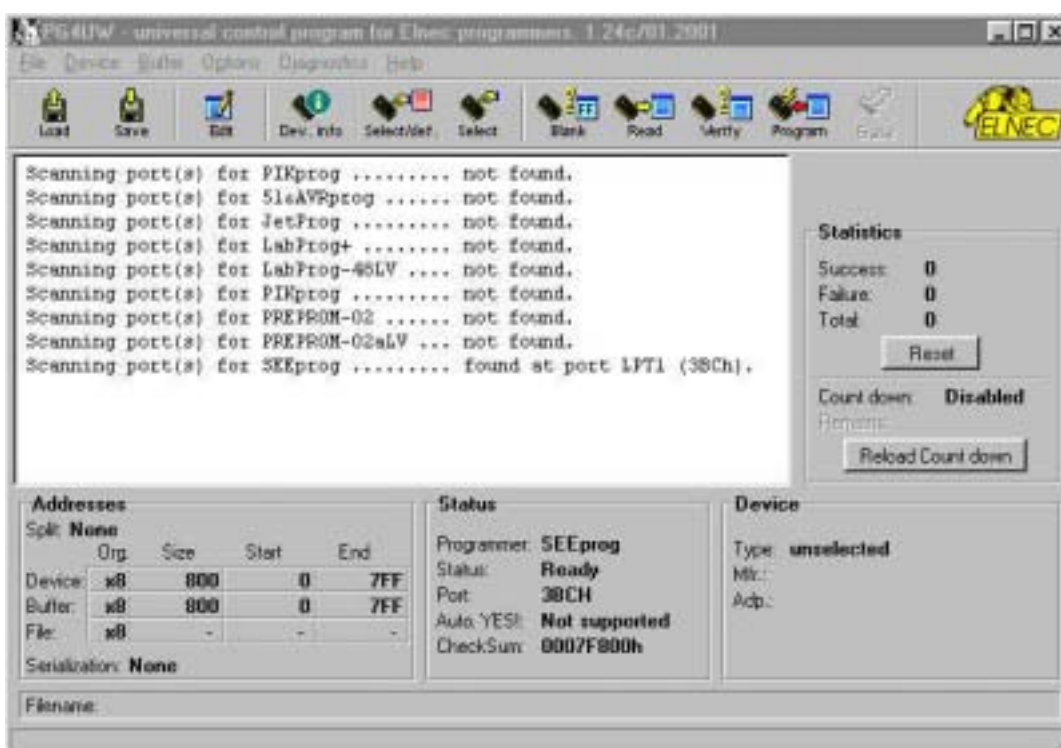 PG4UW - universal control program for Elnec programmers. 1.24c/01.2001
File Device Buffer Options Diagnostics Help
Load Save Edit Dev. info Select/def. Select Blank Read Verify Program Erase
ELNEC
Scanning port(s) for PIKprog ......... not found.
Scanning port(s) for 51&AVRprog ...... not found.
Scanning port(s) for JetProg ......... not found.
Scanning port(s) for LabProg+ ........ not found.
Scanning port(s) for LabProg-48LV .... not found.
Scanning port(s) for PIKprog ......... not found.
Scanning port(s) for PREPROM-02 ...... not found.
Scanning port(s) for PREPROM-02aLV ... not found.
Scanning port(s) for SEEprog ......... found at port LPT1 (3BCh).
Statistics
Success: 0
Failure: 0
Total: 0
Reset
Count down: Disabled
Remains:
Reload Count down
Addresses
Split: None
Org. Size Start End
Device: x8 800 0 7FF
Buffer: x8 800 0 7FF
File: x8 - - -
Serialization: None
Status
Programmer: SEEprog
Status: Ready
Port: 3BCH
Auto. YES!: Not supported
CheckSum: 0007F800h
Device
Type: unselected
Mfr.:
Adp.:
Filename: